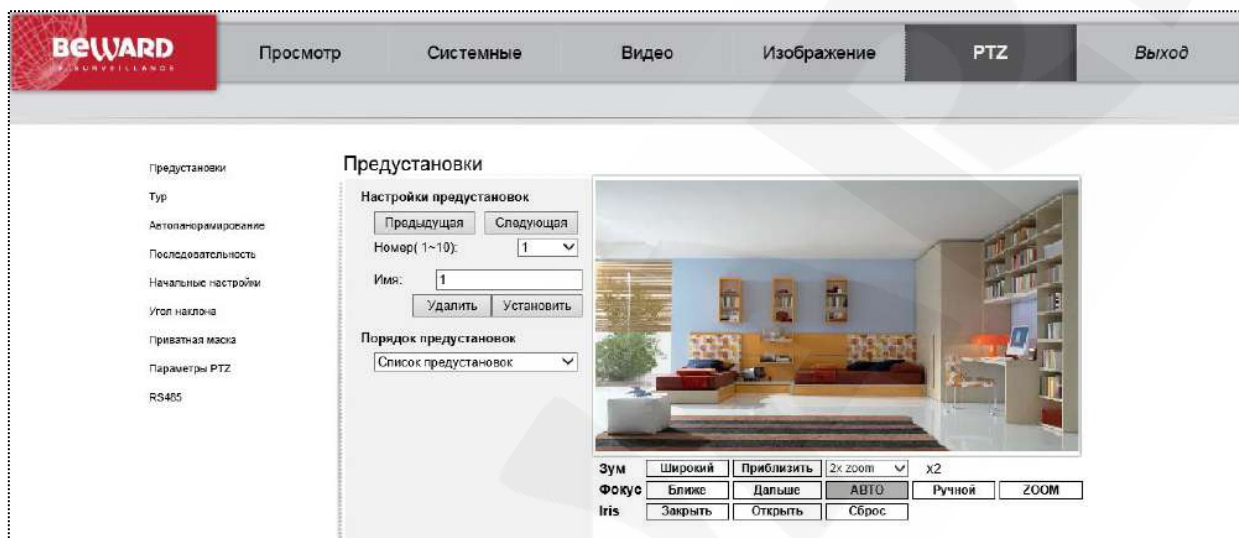 BEWARD
Просмотр
Системные
Видео
Изображение
PTZ
Выход
Предустановки
Тур
Автопанорамирование
Последовательность
Начальные настройки
Угол наклона
Приватная маска
Параметры PTZ
RS485
Предустановки
Настройки предустановок
Предыдущая Следующая
Номер( 1~10): 1
Имя: 1
Удалить Установить
Порядок предустановок
Список предустановок
Зум Широкий Приблизить 2x zoom x2
Фокус Ближе Дальше АВТО Ручной ZOOM
Iris Закрыть Открыть Сброс